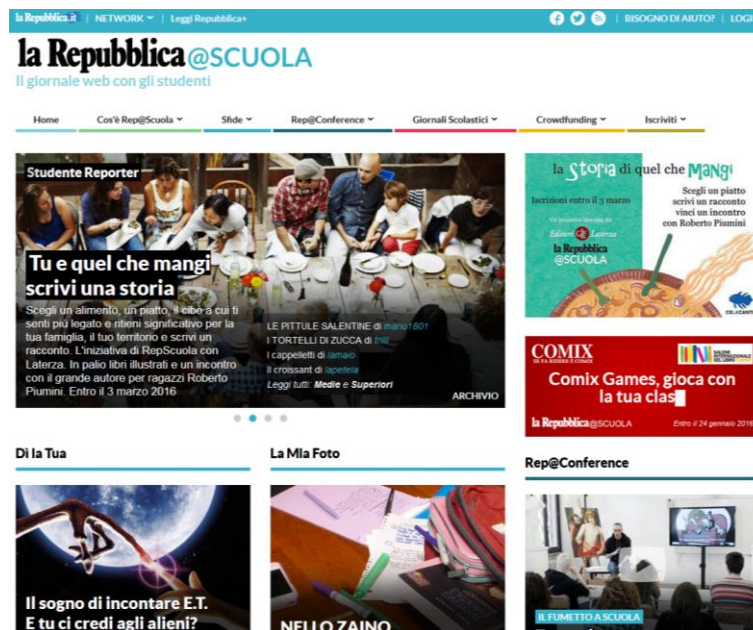 la Repubblica.it | NETWORK | Leggi Repubblica+
BISOGNO DI AIUTO? | LOGI
la Repubblica@SCUOLA
Il giornale web con gli studenti
Home Cos'è Rep@Scuola Sfide Rep@Conference Giornali Scolastici Crowdfunding Iscriviti
Studente Reporter
Tu e quel che mangi
scrivi una storia
Scegli un alimento, un piatto, il cibo a cui ti
senti più legato e ritieni significativo per la
tua famiglia, il tuo territorio e scrivi un
racconto. L'iniziativa di RepScuola con
Laterza. In palio libri illustrati e un incontro
con il grande autore per ragazzi Roberto
Piumini. Entro il 3 marzo 2016
LE PITTULE SALENTINE di mario1801
I TORTELLI DI ZUCCA di
I cappelletti di lamaio
Il croissant di lapeteia
Leggi tutti: Medie e Superiori
ARCHIVIO
la Storia di quel che Mangi
Iscrizioni entro il 3 marzo
Scegli un piatto
scrivi un racconto
vinci un incontro
con Roberto Piumini
Editori Laterza
la Repubblica
@SCUOLA
CELACANTO
COMIX
SALONE
INTERNAZIONALE
DEL LIBRO
Comix Games, gioca con
la tua clas
la Repubblica@SCUOLA
Entro il 24 gennaio 2016
Dì la Tua
Il sogno di incontare E.T.
E tu ci credi agli alieni?
La MIa Foto
NELLO ZAINO
Rep@Conference
IL FUMETTO A SCUOLA